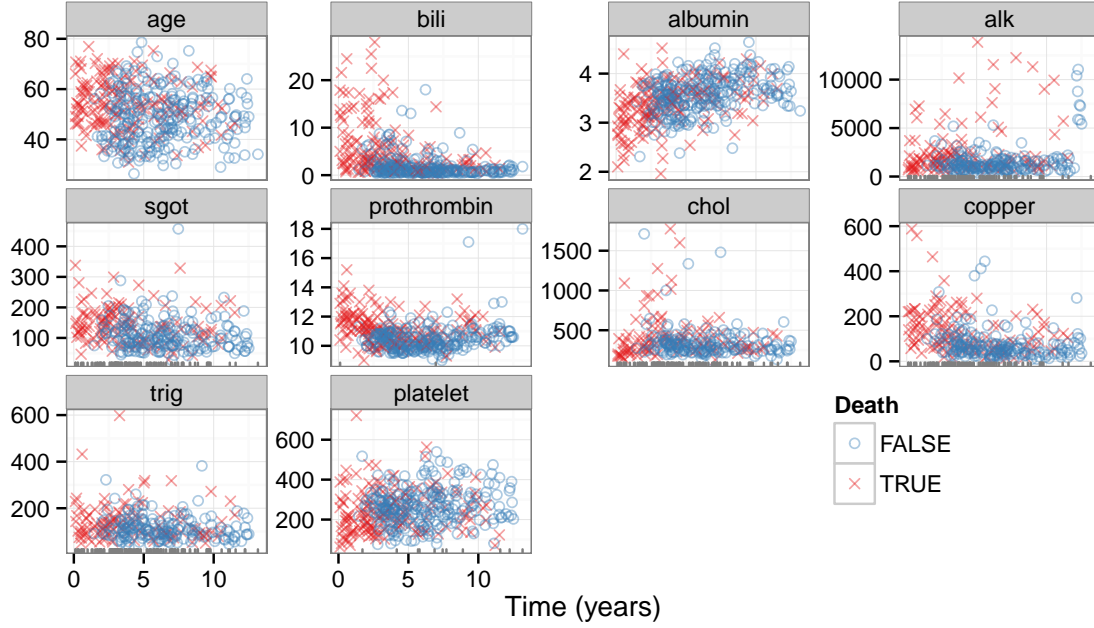 age
bili
albumin
alk
80
60
40
20
10
0
4
3
2
10000
5000
0
sgot
prothrombin
chol
copper
400
300
200
100
18
16
14
12
10
1500
1000
500
600
400
200
0
trig
platelet
600
400
200
600
400
200
0 5 10
0 5 10
Time (years)
Death
FALSE
TRUE